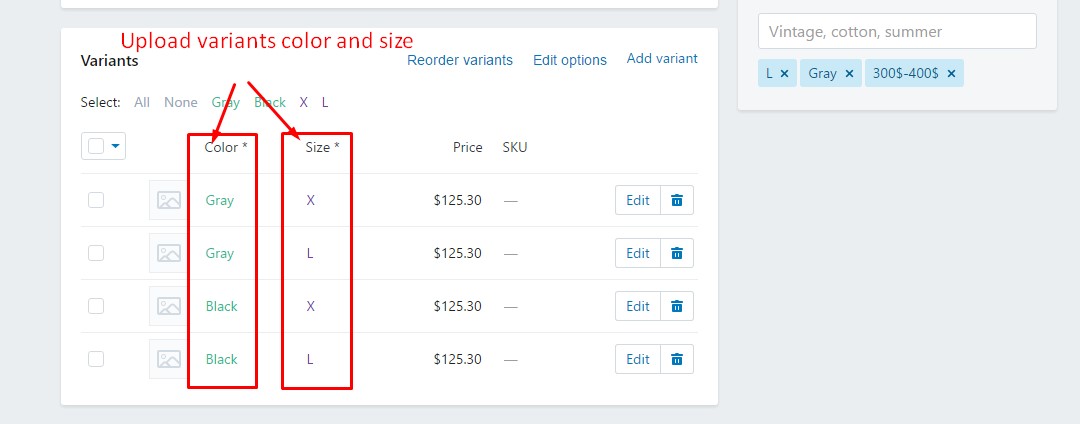 Upload variants color and size
Variants
Reorder variants Edit options Add variant
Select: All None Gray Black X L
Color * Size * Price SKU
Gray X $125.30 — Edit
Gray L $125.30 — Edit
Black X $125.30 — Edit
Black L $125.30 — Edit
Vintage, cotton, summer
L × Gray × 300$-400$ ×